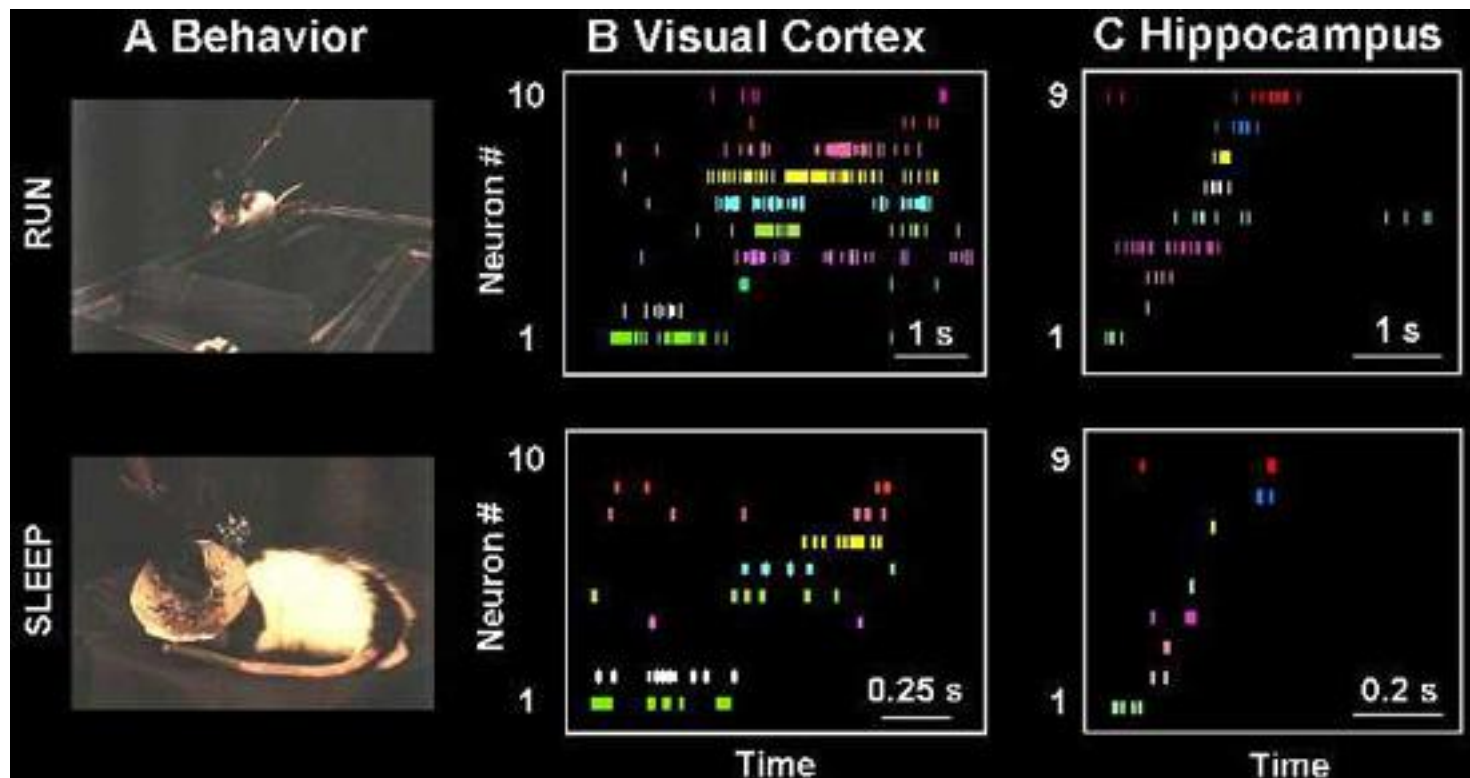 A Behavior
B Visual Cortex
C Hippocampus
RUN
Neuron #
10
1
1 s
9
1
1 s
SLEEP
Neuron #
10
1
0.25 s
9
1
0.2 s
Time
Time